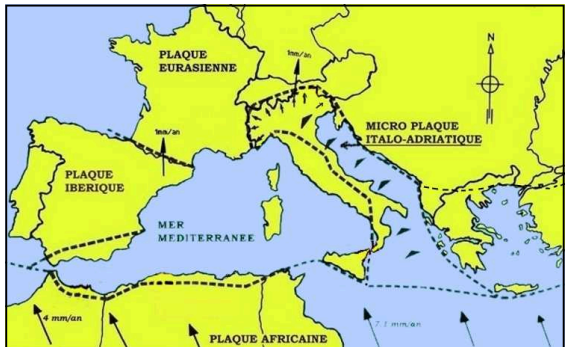 PLAQUE
EURASIENNE
1mm/an
N
MICRO PLAQUE
ITALO-ADRIATIQUE
1mm/an
PLAQUE
IBERIQUE
MER
MEDITERRANEE
4 mm/an
7.1 mm/an
PLAQUE AFRICAINE